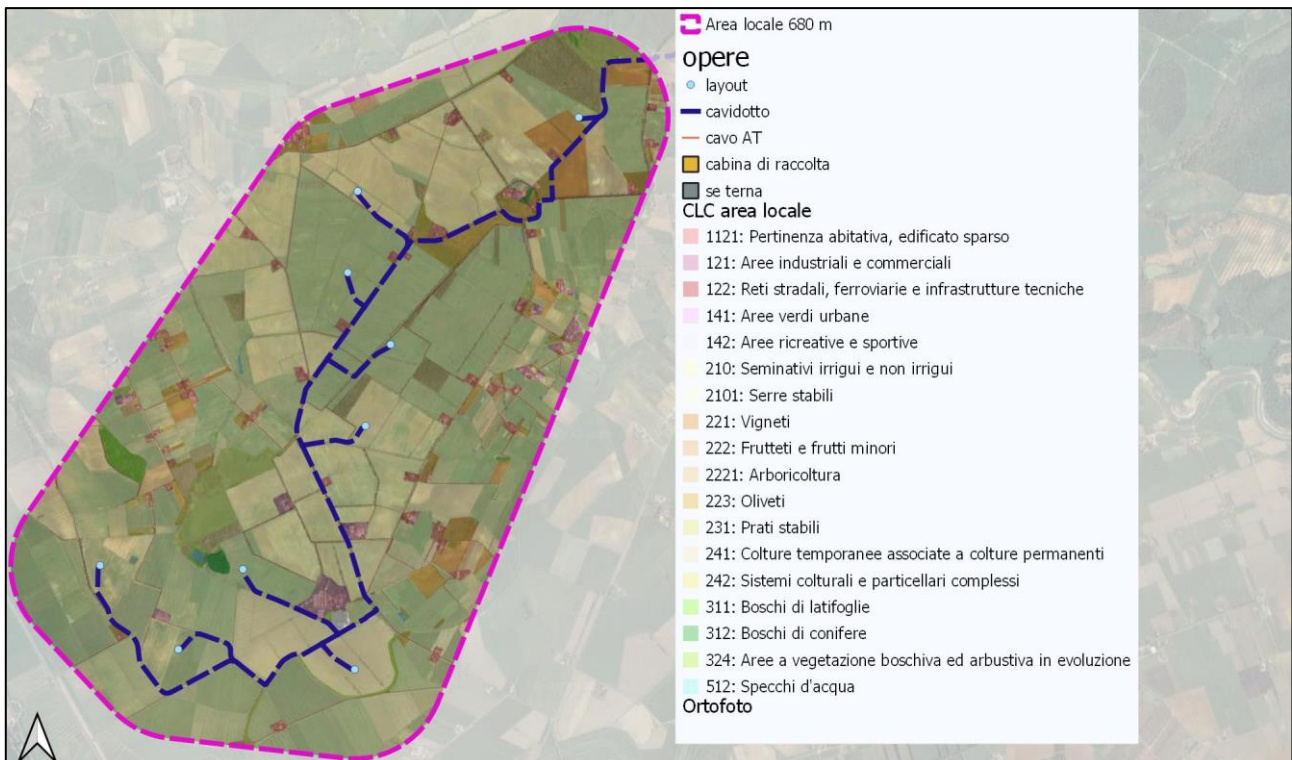 Area locale 680 m
opere
layout
cavidotto
cavo AT
cabina di raccolta
se terna
CLC area locale
1121: Pertinenza abitativa, edificato sparso
121: Aree industriali e commerciali
122: Reti stradali, ferroviarie e infrastrutture tecniche
141: Aree verdi urbane
142: Aree ricreative e sportive
210: Seminativi irrigui e non irrigui
2101: Serre stabili
221: Vigneti
222: Frutteti e frutti minori
2221: Arboricoltura
223: Oliveti
231: Prati stabili
241: Colture temporanee associate a colture permanenti
242: Sistemi colturali e particellari complessi
311: Boschi di latifoglie
312: Boschi di conifere
324: Aree a vegetazione boschiva ed arbustiva in evoluzione
512: Specchi d'acqua
Ortofoto